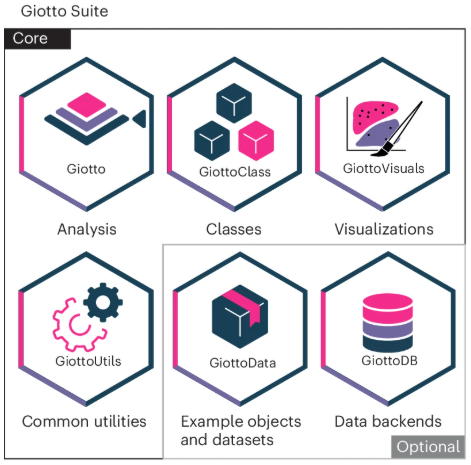 Giotto Suite
Core
Giotto
GiottoClass
GiottoVisuals
Analysis
Classes
Visualizations
GiottoUtils
GiottoData
GiottoDB
Common utilities
Example objects
and datasets
Data backends
Optional